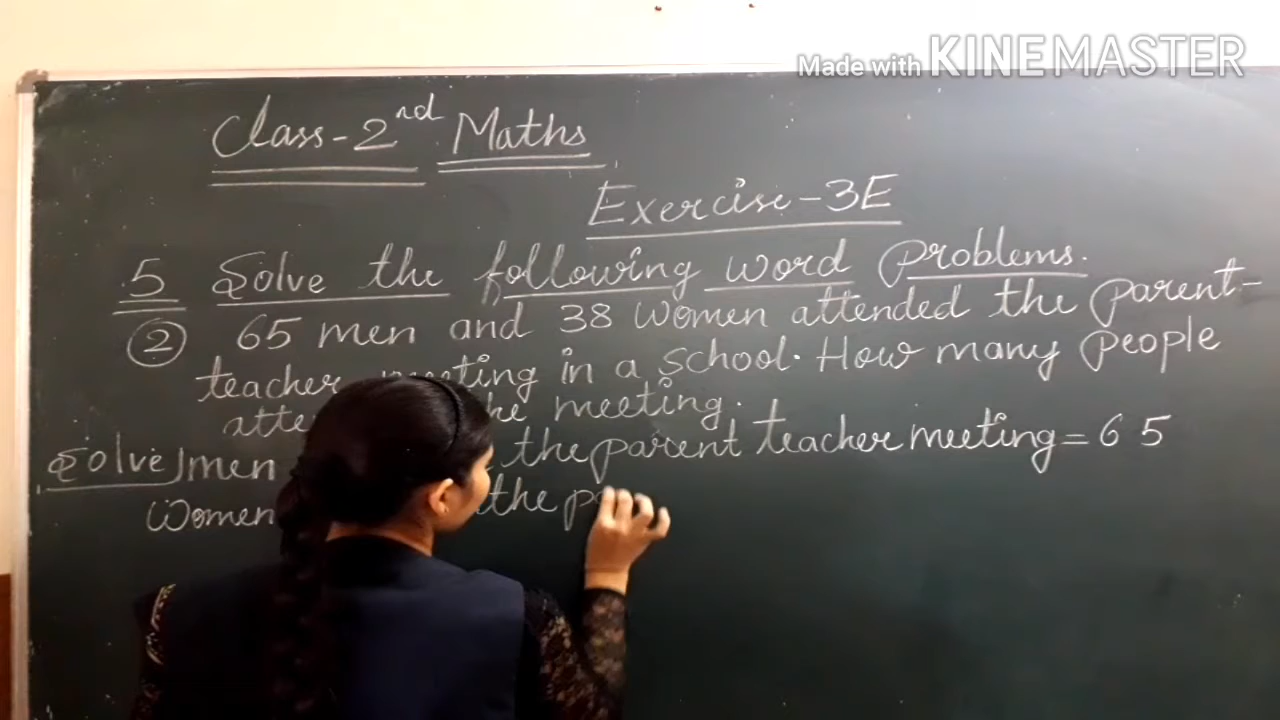 Made with KINEMASTER
Class-2nd Maths
Exercise-3E
5 Solve the following word problems.
2 65 men and 38 women attended the parent-
teacher meeting in a school. How many people
the meeting.
Solve men the parent teacher meeting = 65
Women the